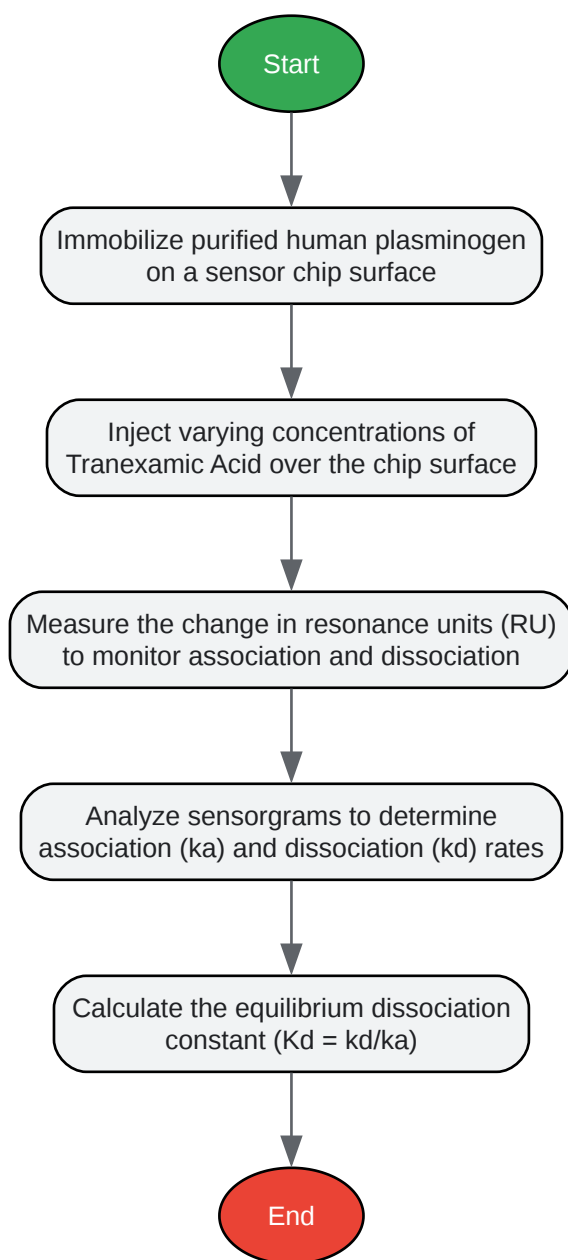 Start
Immobilize purified human plasminogen
on a sensor chip surface
Inject varying concentrations of
Tranexamic Acid over the chip surface
Measure the change in resonance units (RU)
to monitor association and dissociation
Analyze sensorgrams to determine
association (ka) and dissociation (kd) rates
Calculate the equilibrium dissociation
constant (Kd = kd/ka)
End